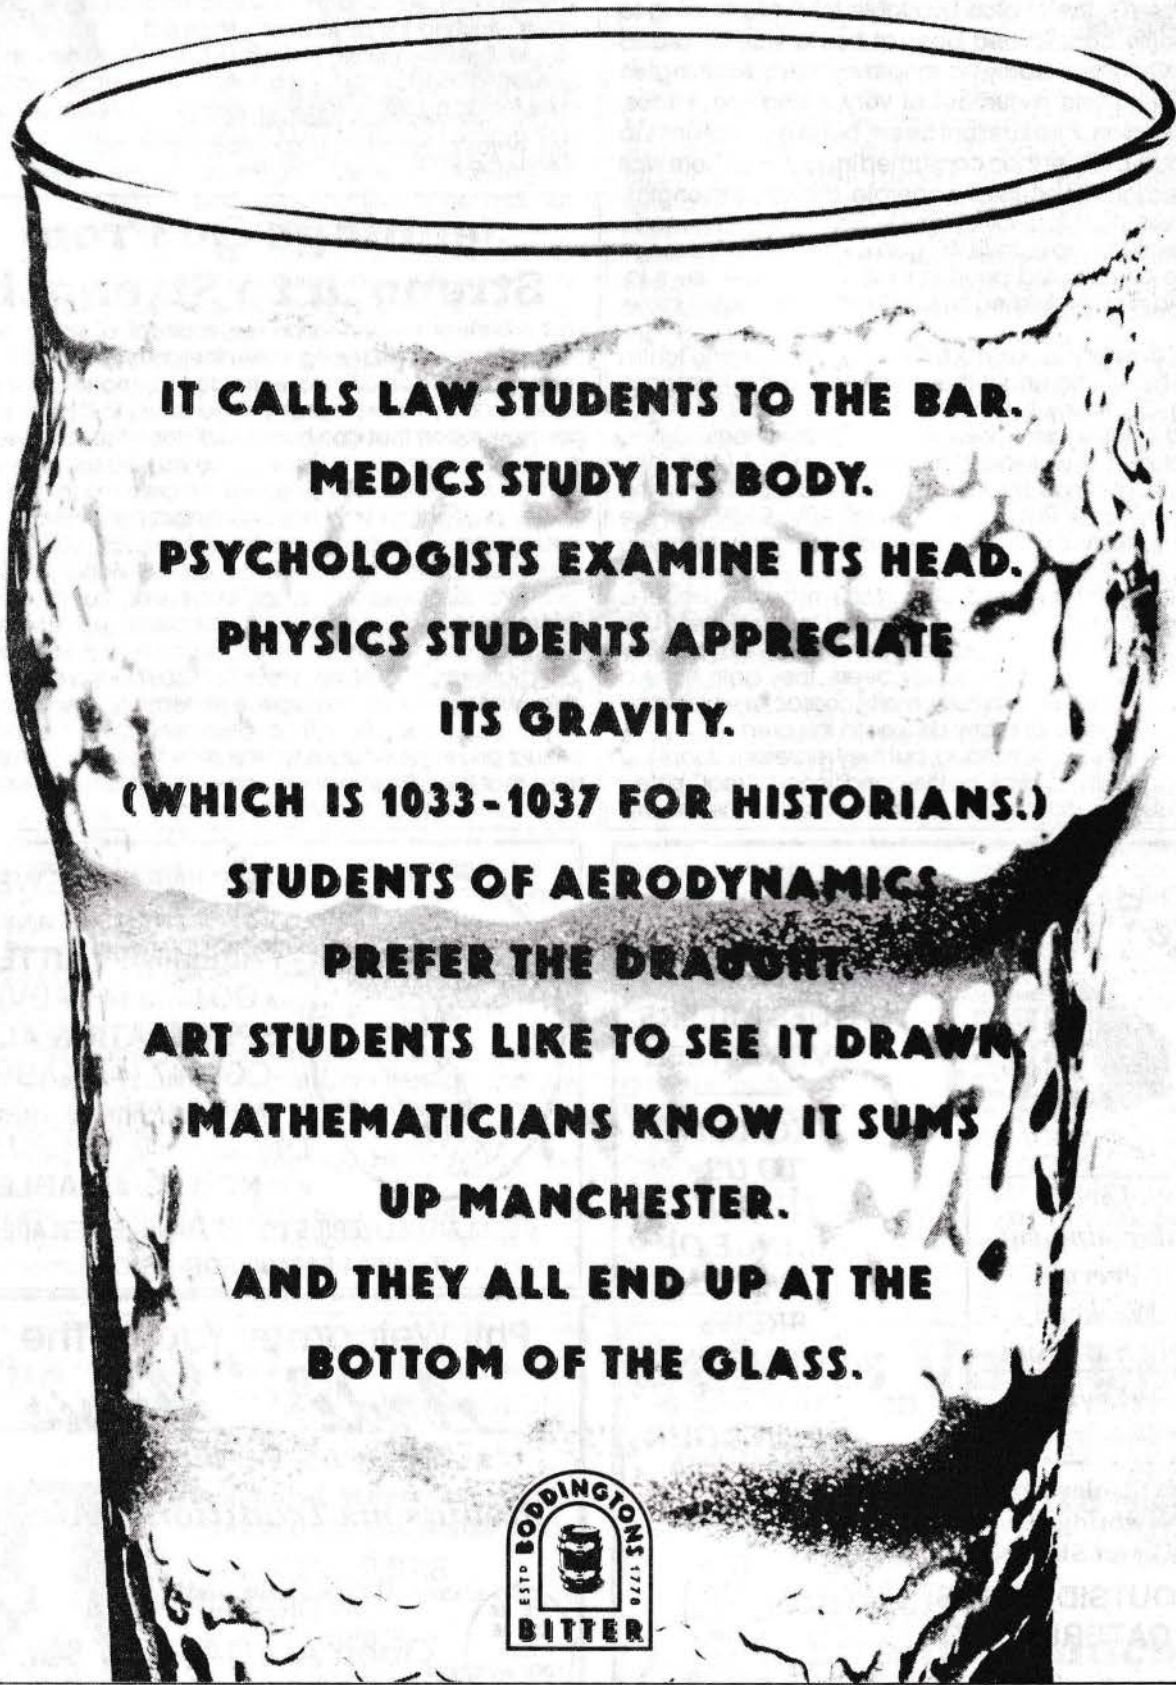 IT CALLS LAW STUDENTS TO THE BAR.
MEDICS STUDY ITS BODY.
PSYCHOLOGISTS EXAMINE ITS HEAD.
PHYSICS STUDENTS APPRECIATE
ITS GRAVITY.
(WHICH IS 1033-1037 FOR HISTORIANS!)
STUDENTS OF AERODYNAMICS
PREFER THE DRAUGHT.
ART STUDENTS LIKE TO SEE IT DRAWN.
MATHEMATICIANS KNOW IT SUMS
UP MANCHESTER.
AND THEY ALL END UP AT THE
BOTTOM OF THE GLASS.
ESTD BODDINGTONS 1778
BITTER